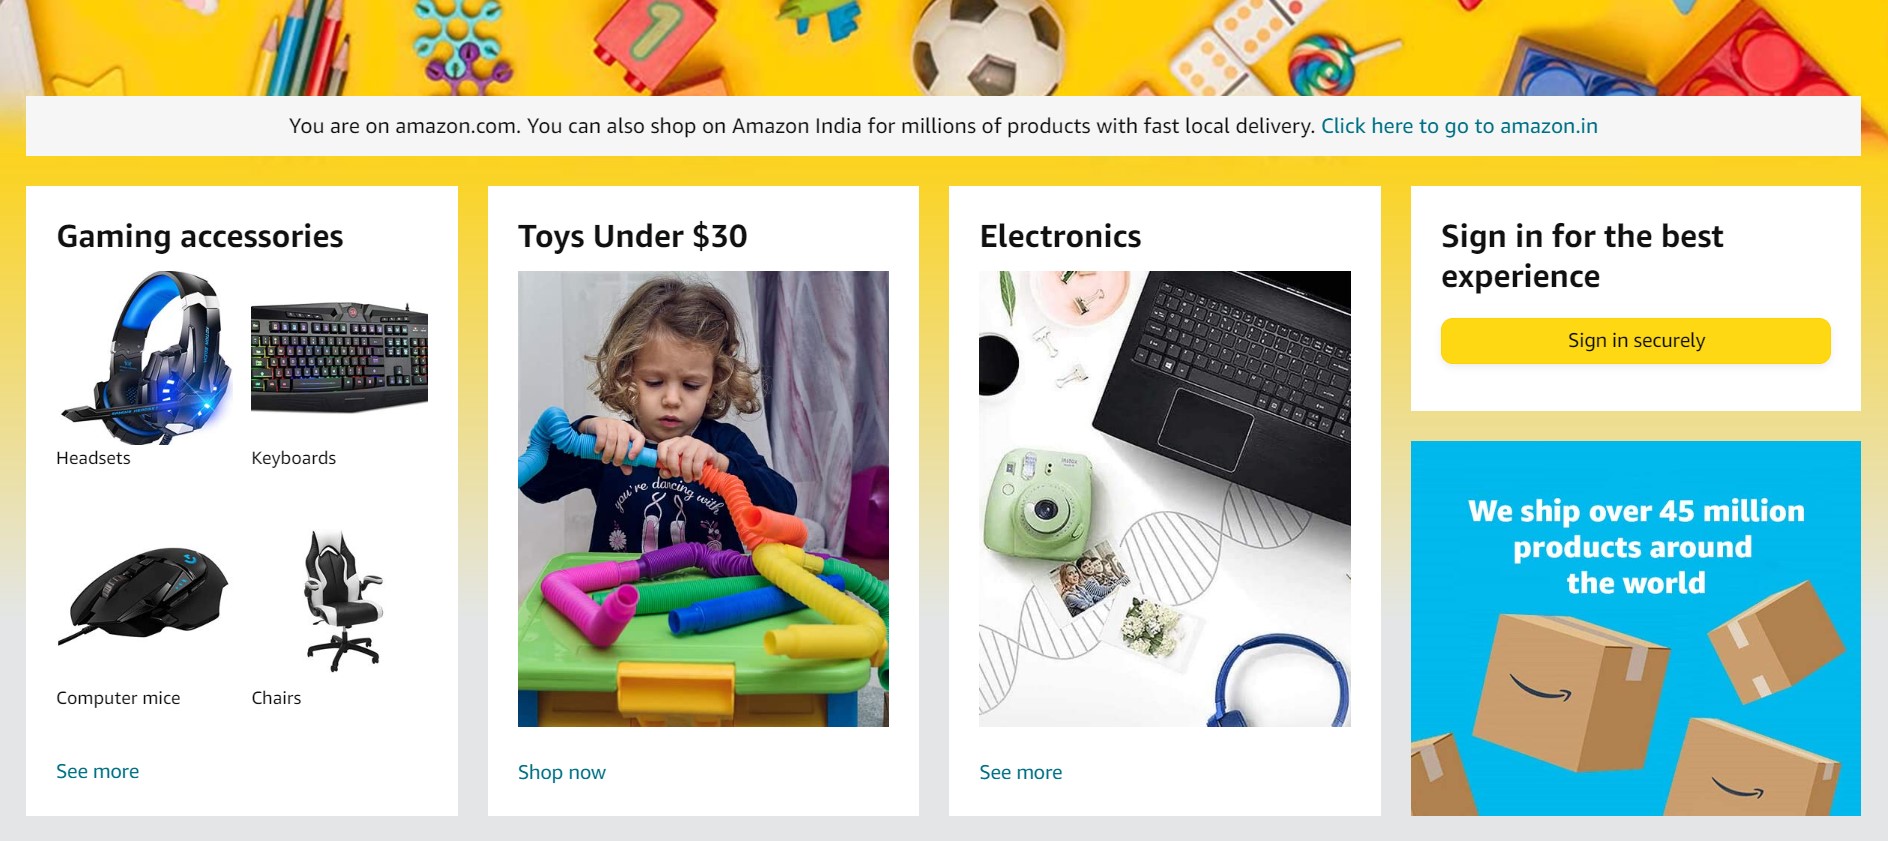 1
You are on amazon.com. You can also shop on Amazon India for millions of products with fast local delivery. Click here to go to amazon.in
Gaming accessories
Headsets
Keyboards
Computer mice
Chairs
See more
Toys Under $30
you're dancing with
Shop now
Electronics
See more
Sign in for the best
experience
Sign in securely
We ship over 45 million
products around
the world